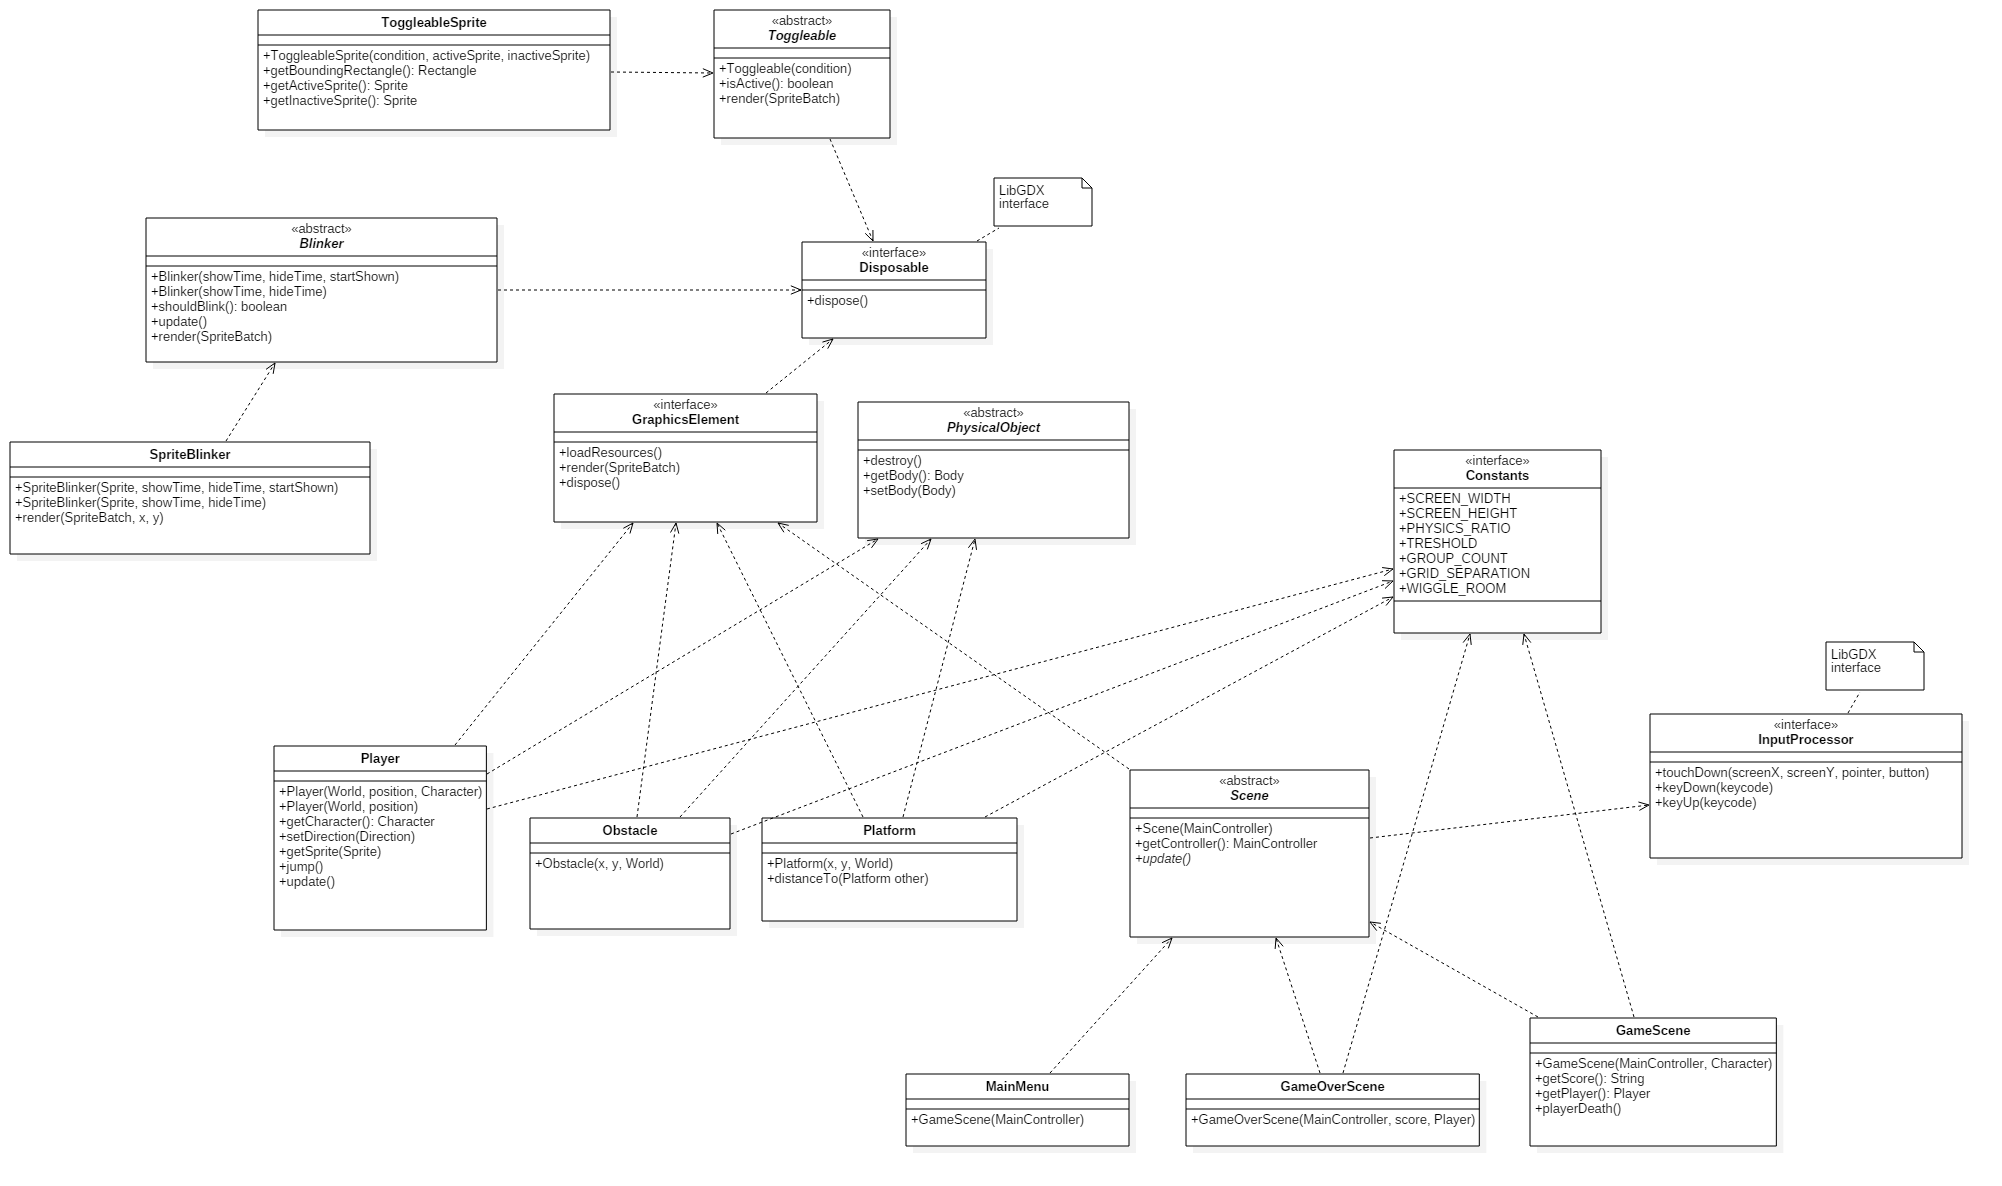 ToggleableSprite
+ToggleableSprite(condition, activeSprite, inactiveSprite)
+getBoundingRectangle(): Rectangle
+getActiveSprite(): Sprite
+getInactiveSprite(): Sprite
«abstract»
Toggleable
+Toggleable(condition)
+isActive(): boolean
+render(SpriteBatch)
LibGDX
interface
«abstract»
Blinker
+Blinker(showTime, hideTime, startShown)
+Blinker(showTime, hideTime)
+shouldBlink(): boolean
+update()
+render(SpriteBatch)
«interface»
Disposable
+dispose()
SpriteBlinker
+SpriteBlinker(Sprite, showTime, hideTime, startShown)
+SpriteBlinker(Sprite, showTime, hideTime)
+render(SpriteBatch, x, y)
«interface»
GraphicsElement
+loadResources()
+render(SpriteBatch)
+dispose()
«abstract»
PhysicalObject
+destroy()
+getBody(): Body
+setBody(Body)
«interface»
Constants
+SCREEN_WIDTH
+SCREEN_HEIGHT
+PHYSICS_RATIO
+TRESHOLD
+GROUP_COUNT
+GRID_SEPARATION
+WIGGLE_ROOM
LibGDX
interface
«interface»
InputProcessor
+touchDown(screenX, screenY, pointer, button)
+keyDown(keycode)
+keyUp(keycode)
Player
+Player(World, position, Character)
+Player(World, position)
+getCharacter(): Character
+setDirection(Direction)
+getSprite(Sprite)
+jump()
+update()
Obstacle
+Obstacle(x, y, World)
Platform
+Platform(x, y, World)
+distanceTo(Platform other)
«abstract»
Scene
+Scene(MainController)
+getController(): MainController
+update()
MainMenu
+GameScene(MainController)
GameOverScene
+GameOverScene(MainController, score, Player)
GameScene
+GameScene(MainController, Character)
+getScore(): String
+getPlayer(): Player
+playerDeath()